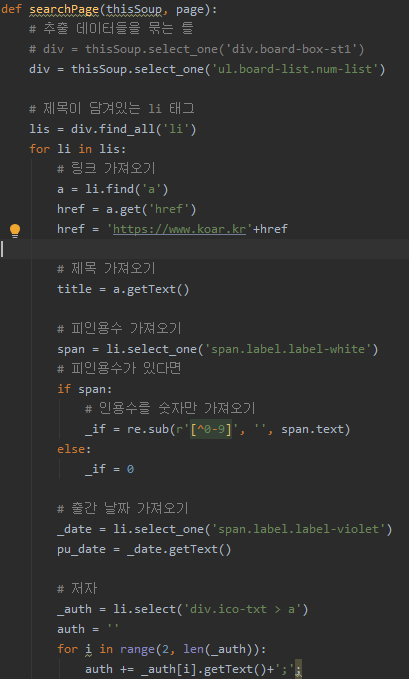 def searchPage(thisSoup, page):
# 추출 데이터들을 묶는 틀
# div = thisSoup.select_one('div.board-box-st1')
div = thisSoup.select_one('ul.board-list.num-list')
# 제목이 담겨있는 li 태그
lis = div.find_all('li')
for li in lis:
# 링크 가져오기
a = li.find('a')
href = a.get('href')
href = 'https://www.koar.kr'+href
# 제목 가져오기
title = a.getText()
# 피인용수 가져오기
span = li.select_one('span.label.label-white')
# 피인용수가 있다면
if span:
# 인용수를 숫자만 가져오기
_if = re.sub(r'[^0-9]', '', span.text)
else:
_if = 0
# 출간 날짜 가져오기
_date = li.select_one('span.label.label-violet')
pu_date = _date.getText()
# 저자
_auth = li.select('div.ico-txt > a')
auth = ''
for i in range(2, len(_auth)):
auth += _auth[i].getText()+';';